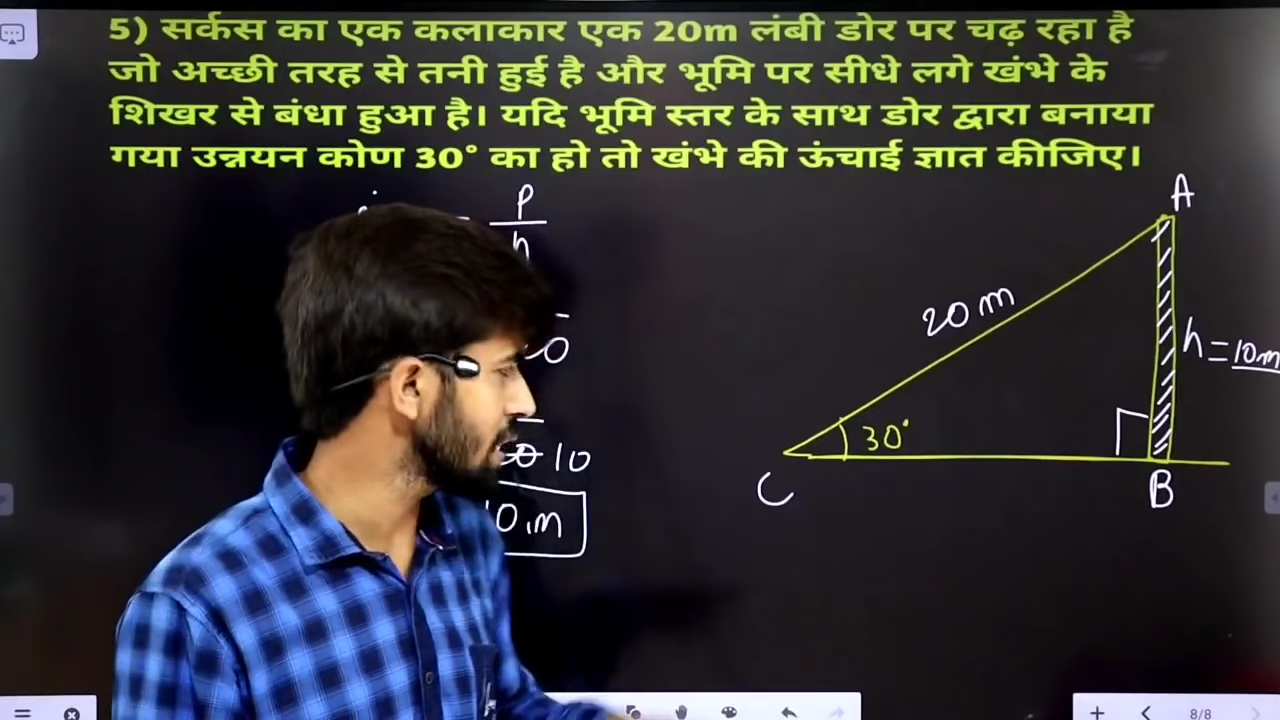 5) सर्कस का एक कलाकार एक 20m लंबी डोर पर चढ़ रहा है
जो अच्छी तरह से तनी हुई है और भूमि पर सीधे लगे खंभे के
शिखर से बंधा हुआ है। यदि भूमि स्तर के साथ डोर द्वारा बनाया
गया उन्नयन कोण 30° का हो तो खंभे की ऊंचाई ज्ञात कीजिए।
P
h
10
0 m
A
20 m
h = 10m
30°
C
B
8/8